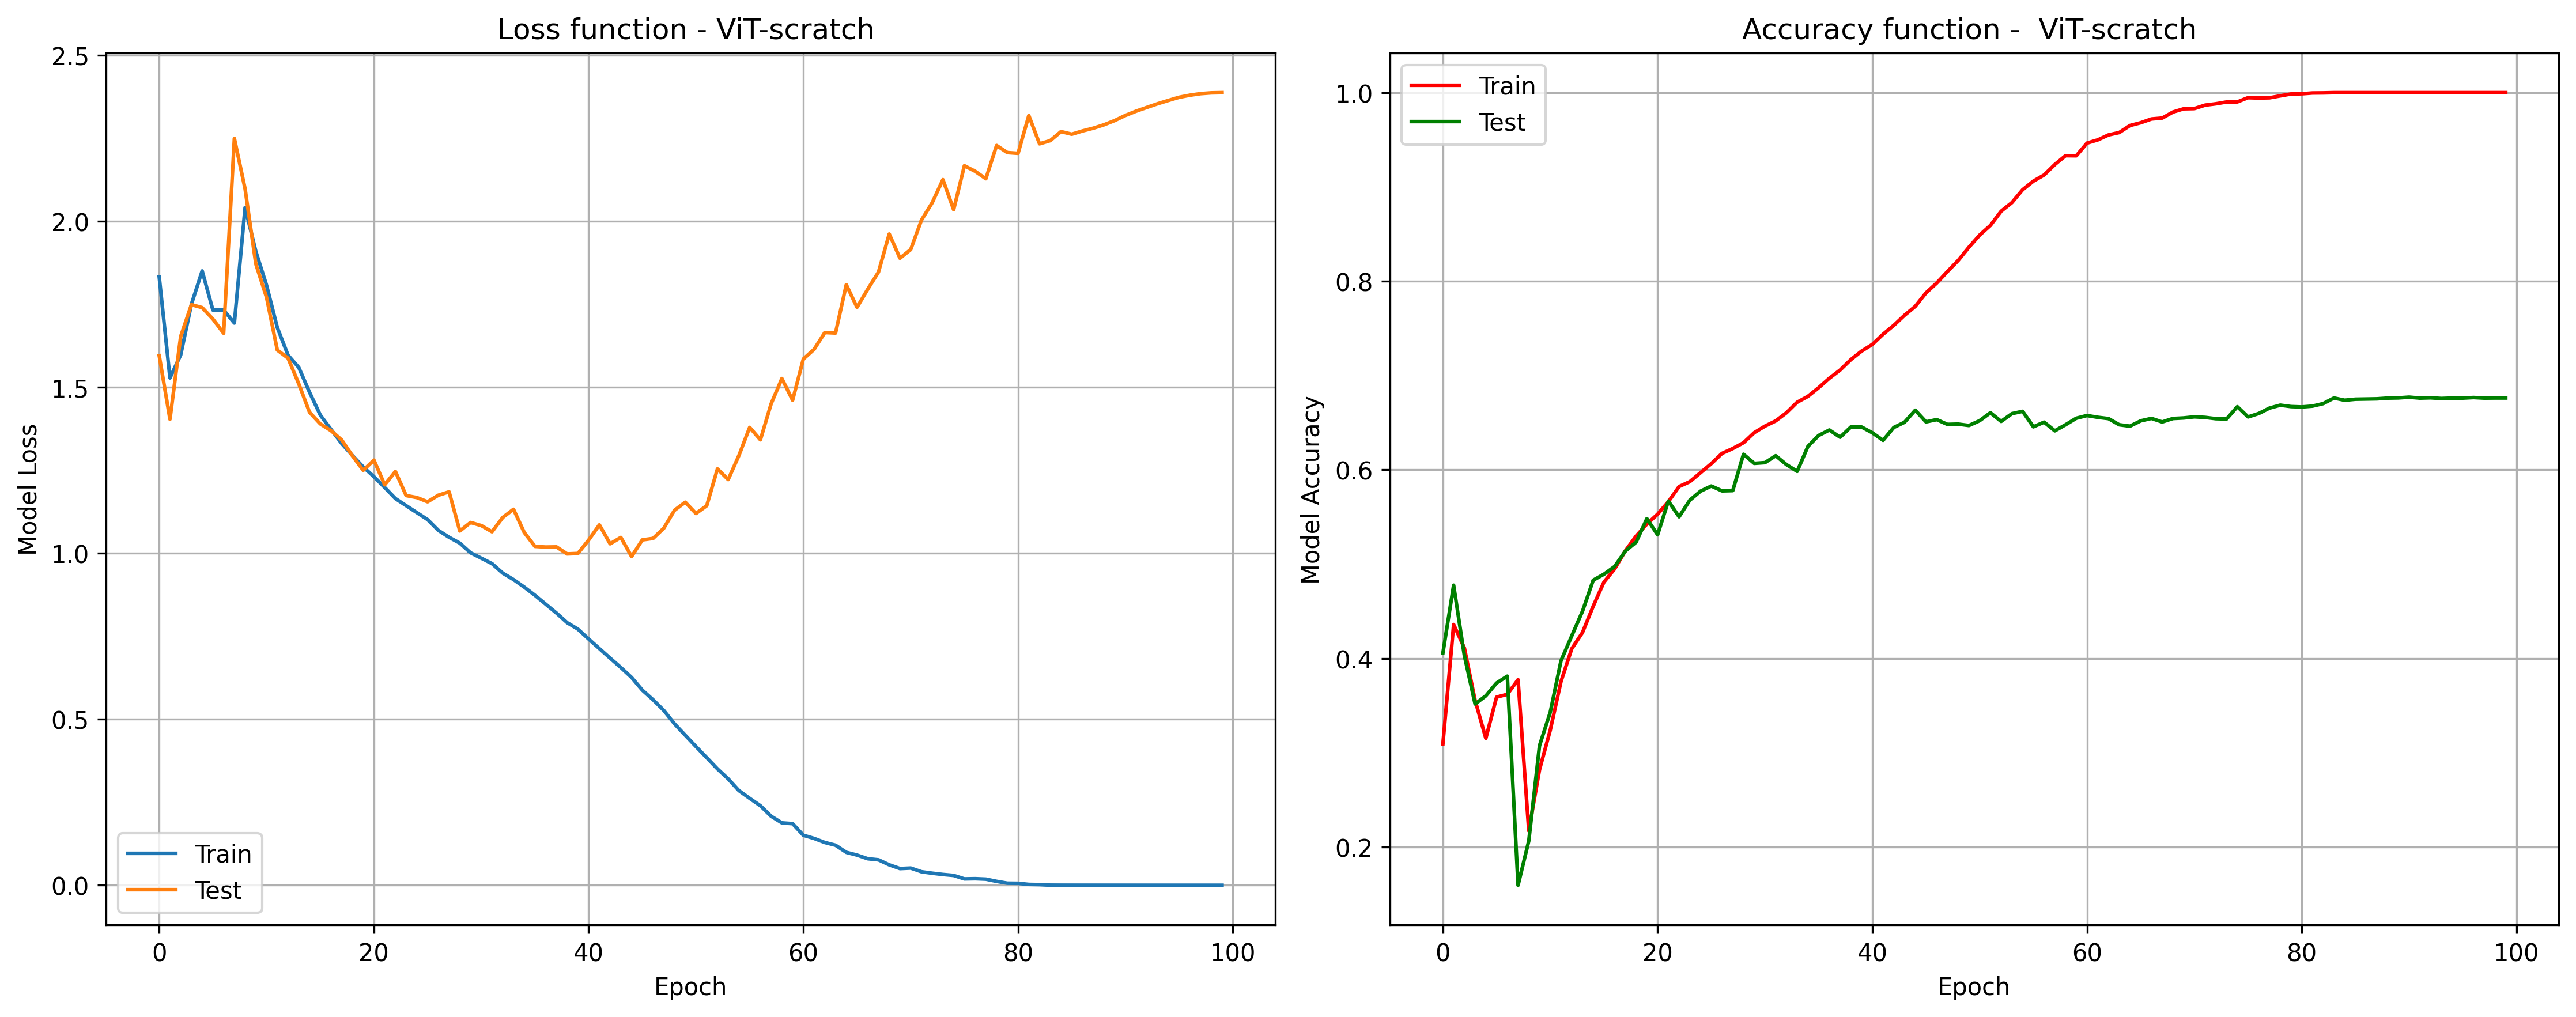 Loss function - ViT-scratch
2.5
2.0
1.5
1.0
0.5
0.0
Model Loss
Train
Test
0 20 40 60 80 100
Epoch
Accuracy function -  ViT-scratch
Train
Test
1.0
0.8
0.6
0.4
0.2
Model Accuracy
0 20 40 60 80 100
Epoch